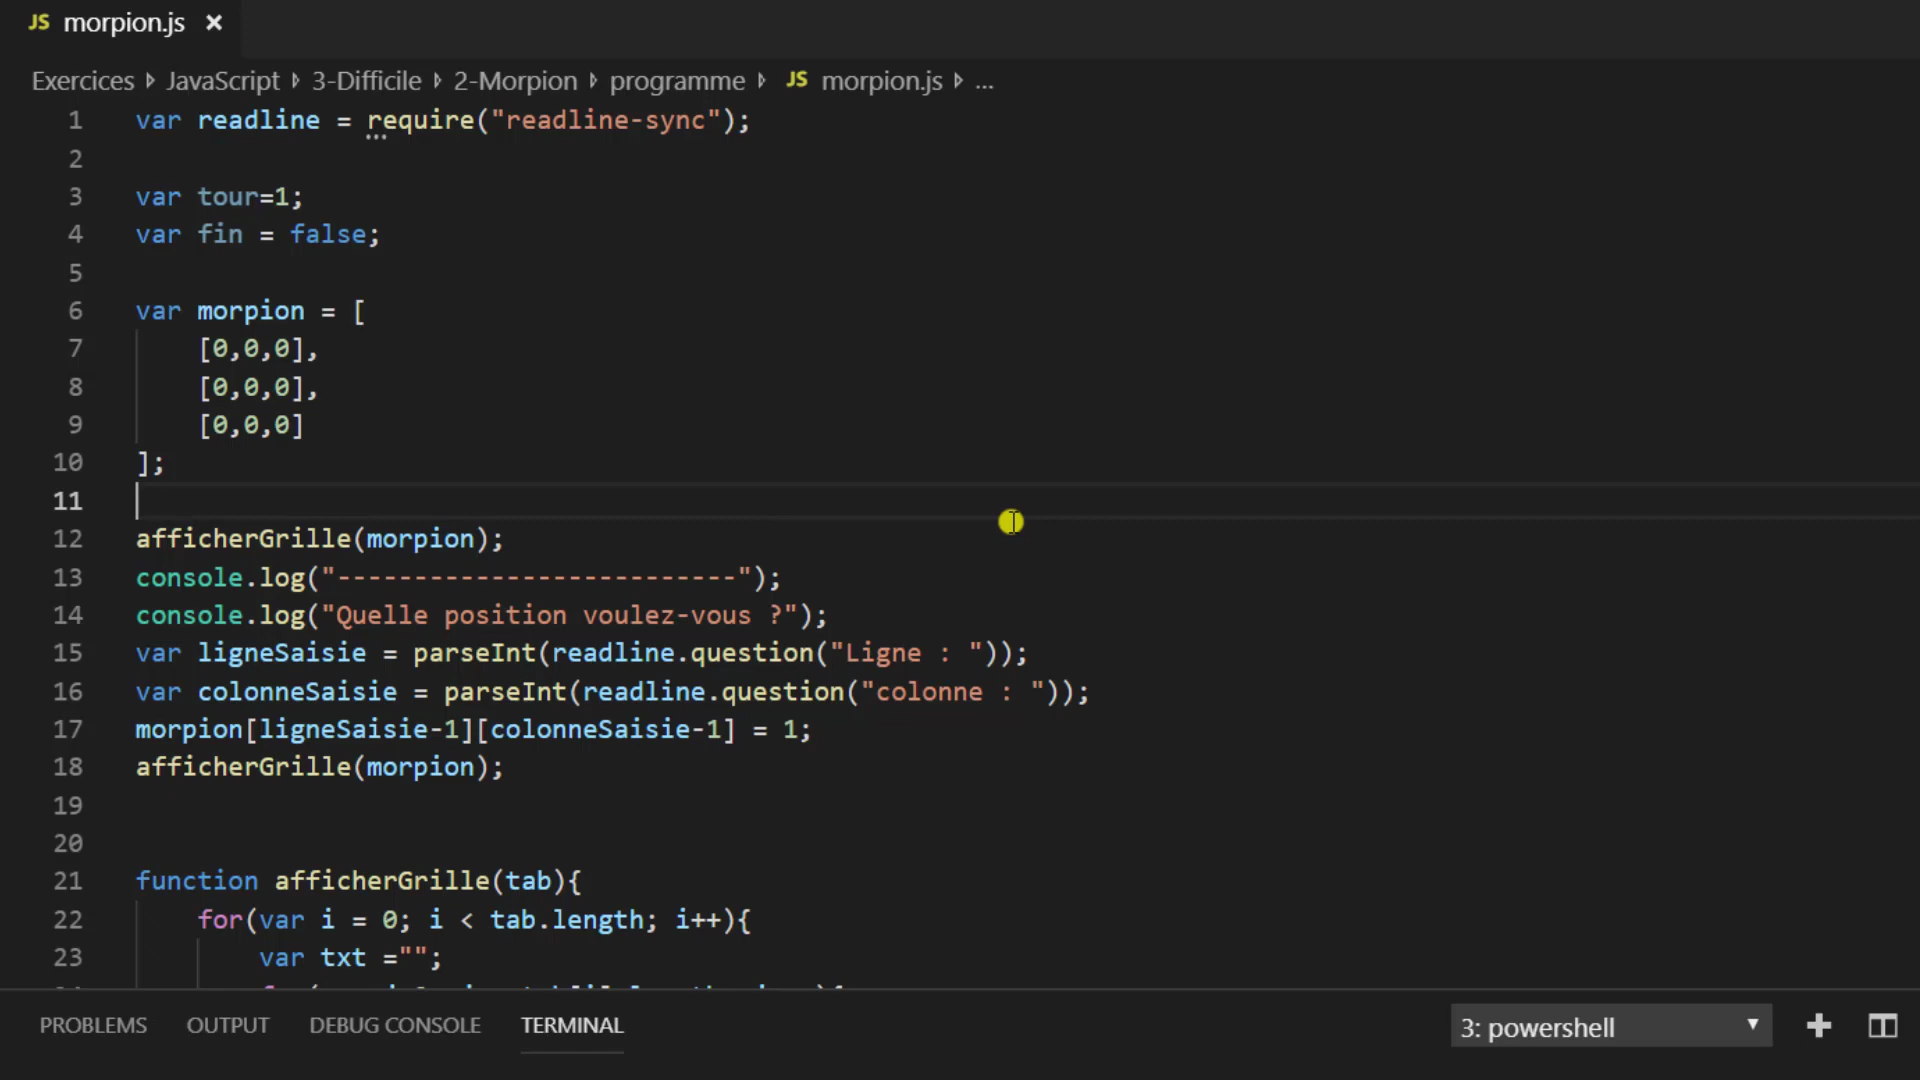 JS morpion.js ×
Exercices JavaScript 3-Difficile 2-Morpion programme JS morpion.js ...
1 var readline = require("readline-sync");
2
3 var tour=1;
4 var fin = false;
5
6 var morpion = [
7 [0,0,0],
8 [0,0,0],
9 [0,0,0]
10 ];
11
12 afficherGrille(morpion);
13 console.log("--------------------------");
14 console.log("Quelle position voulez-vous ?");
15 var ligneSaisie = parseInt(readline.question("Ligne : "));
16 var colonneSaisie = parseInt(readline.question("colonne : "));
17 morpion[ligneSaisie-1][colonneSaisie-1] = 1;
18 afficherGrille(morpion);
19
20
21 function afficherGrille(tab){
22 for(var i = 0; i < tab.length; i++){
23 var txt ="";
PROBLEMS OUTPUT DEBUG CONSOLE TERMINAL 3: powershell